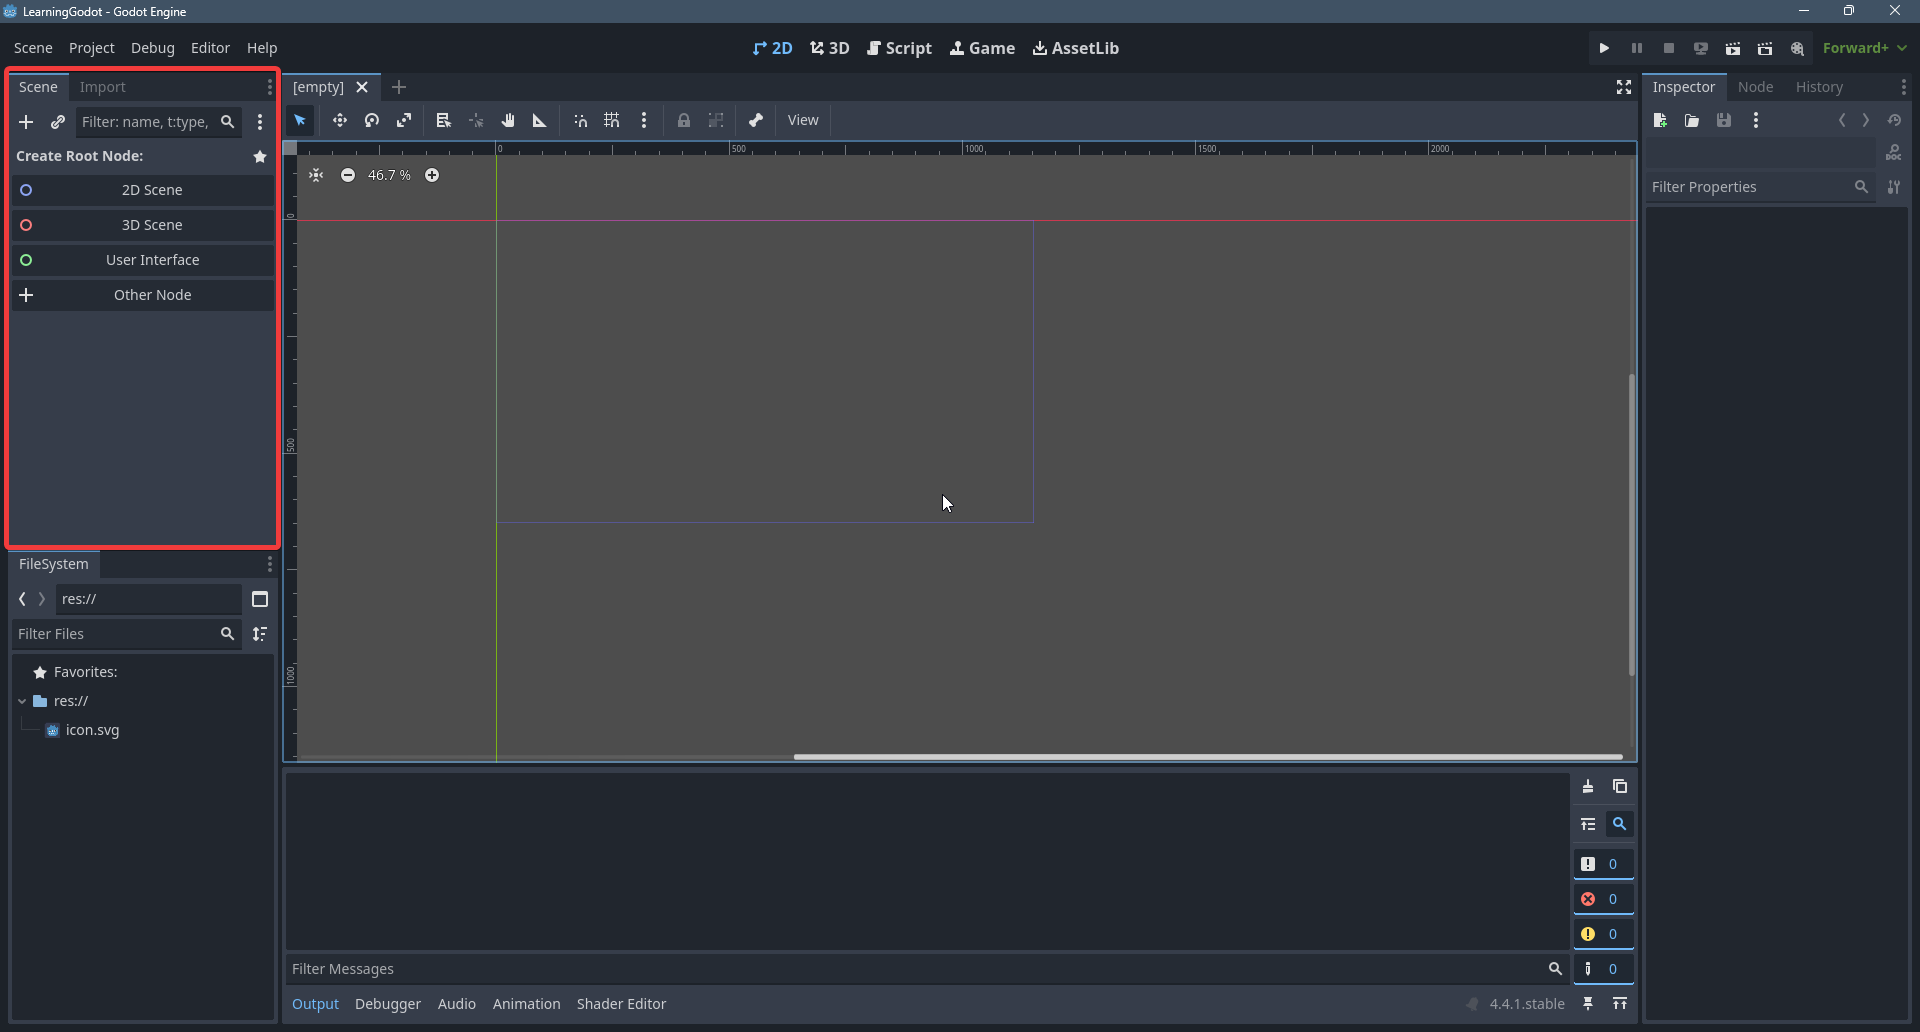 LearningGodot - Godot Engine
Scene Project Debug Editor Help
2D 3D Script Game AssetLib
Forward+
Scene Import
[empty]
Inspector Node History
Filter: name, t:type,
View
Create Root Node:
2D Scene
3D Scene
User Interface
Other Node
0 500 1000 1500 2000
46.7 %
0
500
1000
DOC
Filter Properties
FileSystem
res://
Filter Files
Favorites:
res://
icon.svg
0
0
0
0
Filter Messages
Output Debugger Audio Animation Shader Editor
4.4.1.stable